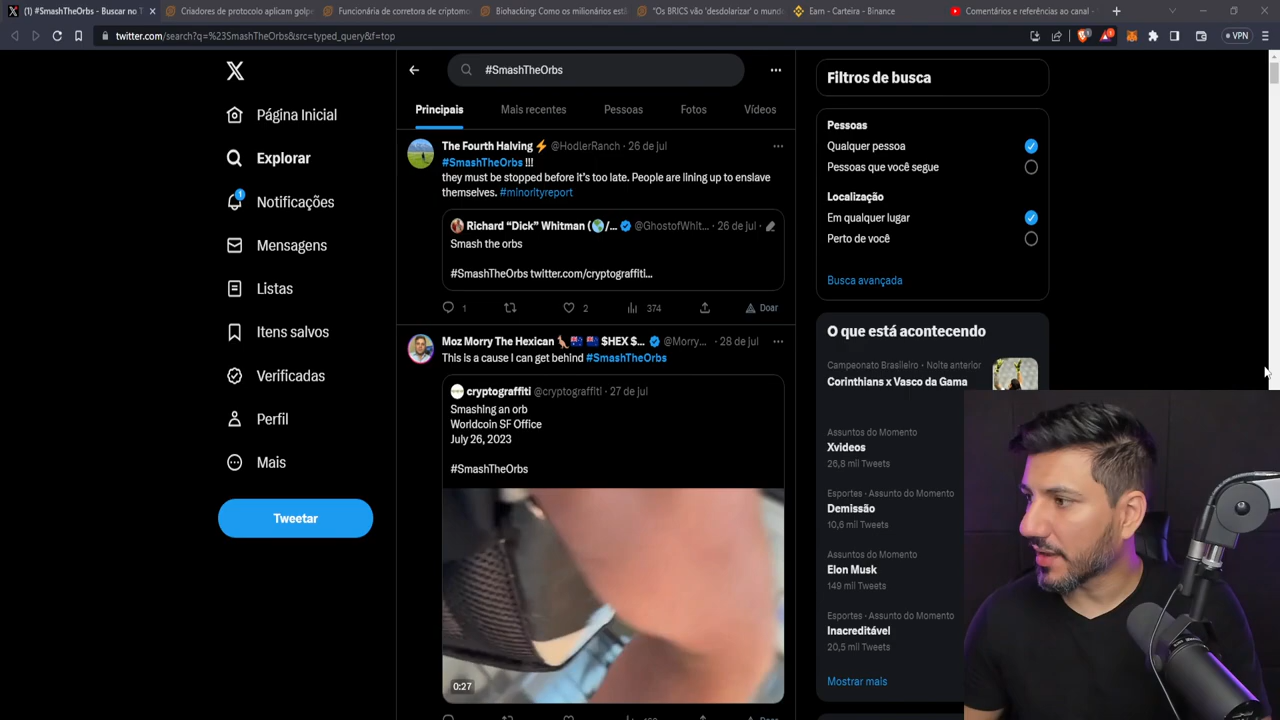 (1) #SmashTheOrbs - Buscar no T
Criadores de protocolo aplicam golp
Funcionária de corretora de criptomo
Biohacking: Como os milionários está
"Os BRICS vão 'desdolarizar' o mundo
Earn - Carteira - Binance
Comentários e referências ao canal -
twitter.com/search?q=%23SmashTheOrbs&src=typed_query&f=top
VPN
X
Página Inicial
Explorar
1
Notificações
Mensagens
Listas
Itens salvos
Verificadas
Perfil
Mais
Tweetar
#SmashTheOrbs
Principais
Mais recentes
Pessoas
Fotos
Vídeos
The Fourth Halving ⚡ @HodlerRanch · 26 de jul
#SmashTheOrbs !!!
they must be stopped before it's too late. People are lining up to enslave
themselves. #minorityreport
Richard "Dick" Whitman (🌎/... @GhostofWhit... · 26 de jul
Smash the orbs
#SmashTheOrbs twitter.com/cryptograffiti...
1
2
374
Doar
Moz Morry The Hexican 🦘🇦🇺 🇦🇺 $HEX $... @Morry... · 28 de jul
This is a cause I can get behind #SmashTheOrbs
cryptograffiti @cryptograffiti · 27 de jul
Smashing an orb
Worldcoin SF Office
July 26, 2023
#SmashTheOrbs
0:27
Filtros de busca
Pessoas
Qualquer pessoa
Pessoas que você segue
Localização
Em qualquer lugar
Perto de você
Busca avançada
O que está acontecendo
Campeonato Brasileiro · Noite anterior
Corinthians x Vasco da Gama
Assuntos do Momento
Xvideos
26,8 mil Tweets
Esportes · Assunto do Momento
Demissão
10,6 mil Tweets
Assuntos do Momento
Elon Musk
149 mil Tweets
Esportes · Assunto do Momento
Inacreditável
20,5 mil Tweets
Mostrar mais